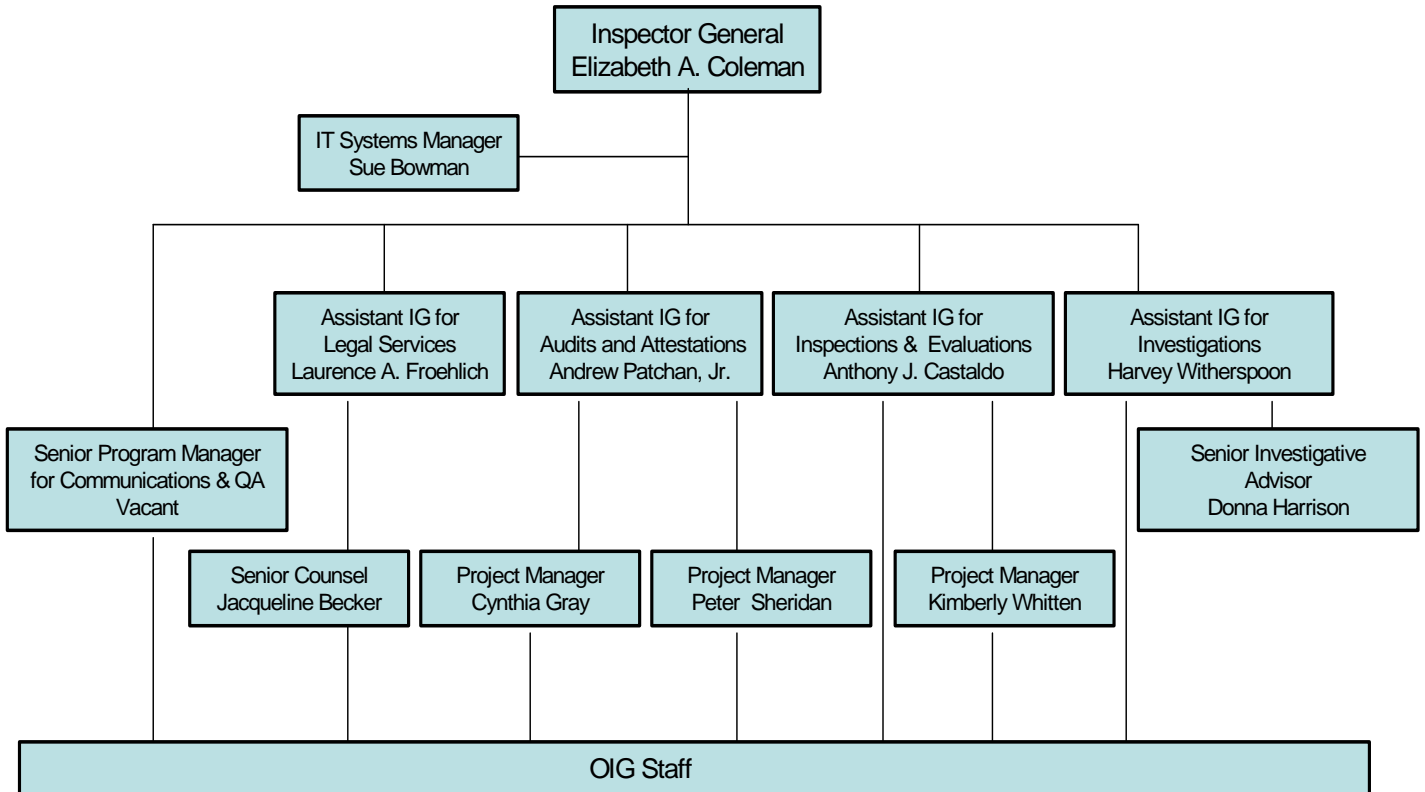 Inspector General
Elizabeth A. Coleman
IT Systems Manager
Sue Bowman
Assistant IG for
Legal Services
Laurence A. Froehlich
Assistant IG for
Audits and Attestations
Andrew Patchan, Jr.
Assistant IG for
Inspections & Evaluations
Anthony J. Castaldo
Assistant IG for
Investigations
Harvey Witherspoon
Senior Program Manager
for Communications & QA
Vacant
Senior Investigative
Advisor
Donna Harrison
Senior Counsel
Jacqueline Becker
Project Manager
Cynthia Gray
Project Manager
Peter Sheridan
Project Manager
Kimberly Whitten
OIG Staff